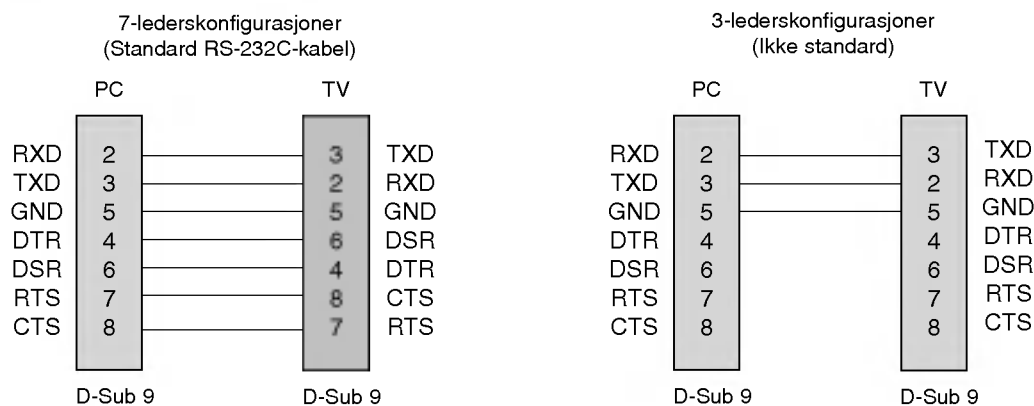 7-lederskonfigurasjoner
(Standard RS-232C-kabel)
PC TV
RXD 2 3 TXD
TXD 3 2 RXD
GND 5 5 GND
DTR 4 6 DSR
DSR 6 4 DTR
RTS 7 8 CTS
CTS 8 7 RTS
D-Sub 9 D-Sub 9
3-lederskonfigurasjoner
(Ikke standard)
PC TV
RXD 2 3 TXD
TXD 3 2 RXD
GND 5 5 GND
DTR 4 4 DTR
DSR 6 6 DSR
RTS 7 7 RTS
CTS 8 8 CTS
D-Sub 9 D-Sub 9